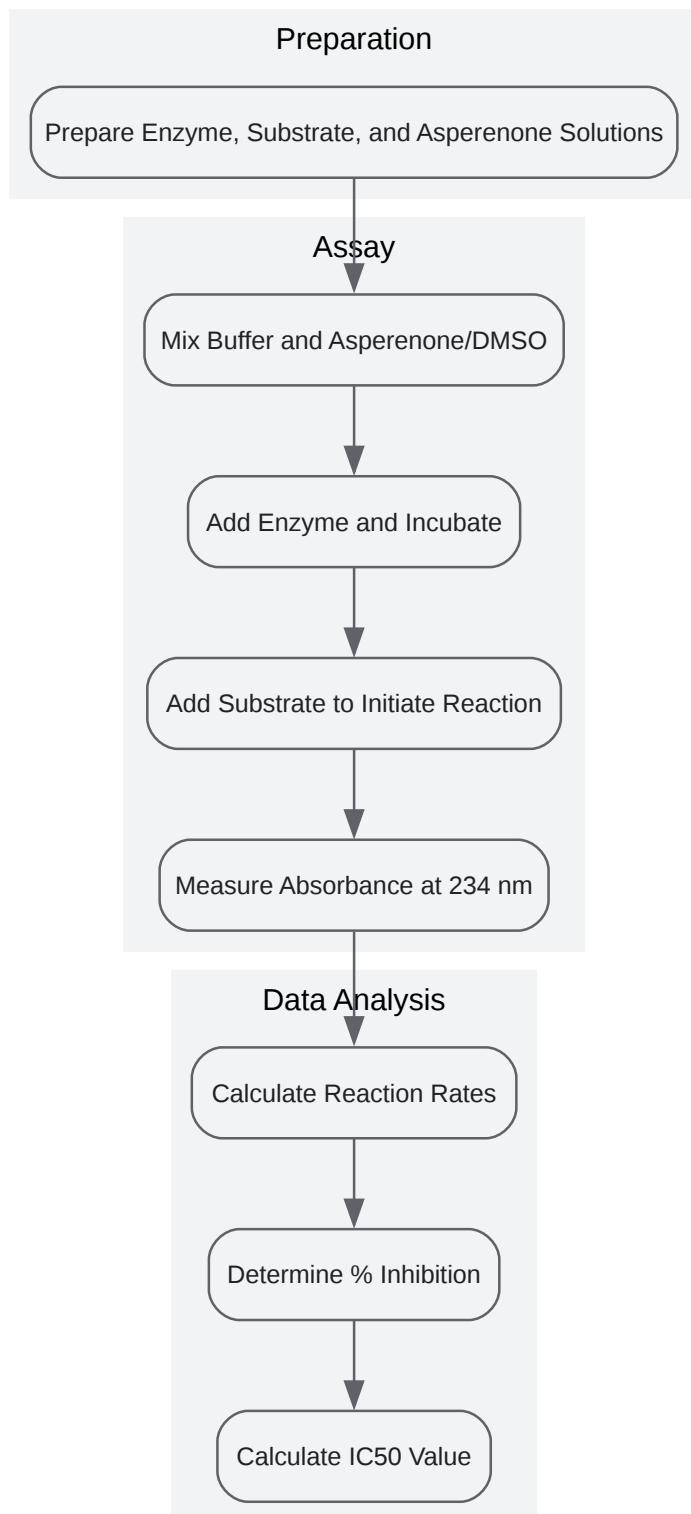 Preparation
Prepare Enzyme, Substrate, and Asperenone Solutions
Assay
Mix Buffer and Asperenone/DMSO
Add Enzyme and Incubate
Add Substrate to Initiate Reaction
Measure Absorbance at 234 nm
Data Analysis
Calculate Reaction Rates
Determine % Inhibition
Calculate IC50 Value